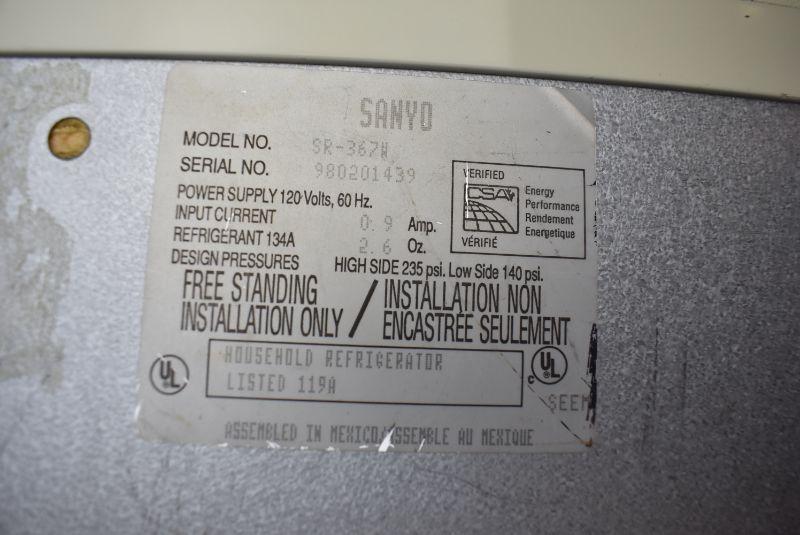 SANYO
MODEL NO. SR-367W
SERIAL NO. 980201439
POWER SUPPLY 120 Volts, 60 Hz.
INPUT CURRENT 0.9 Amp.
REFRIGERANT 134A 2.6 Oz.
DESIGN PRESSURES HIGH SIDE 235 psi. Low Side 140 psi.
VERIFIED
CSA
VÉRIFIÉ
Energy
Performance
Rendement
Energetique
FREE STANDING
INSTALLATION ONLY /
INSTALLATION NON
ENCASTRÉE SEULEMENT
UL
HOUSEHOLD REFRIGERATOR
LISTED 119A
c UL
ASSEMBLED IN MEXICO/ASSEMBLE AU MEXIQUE